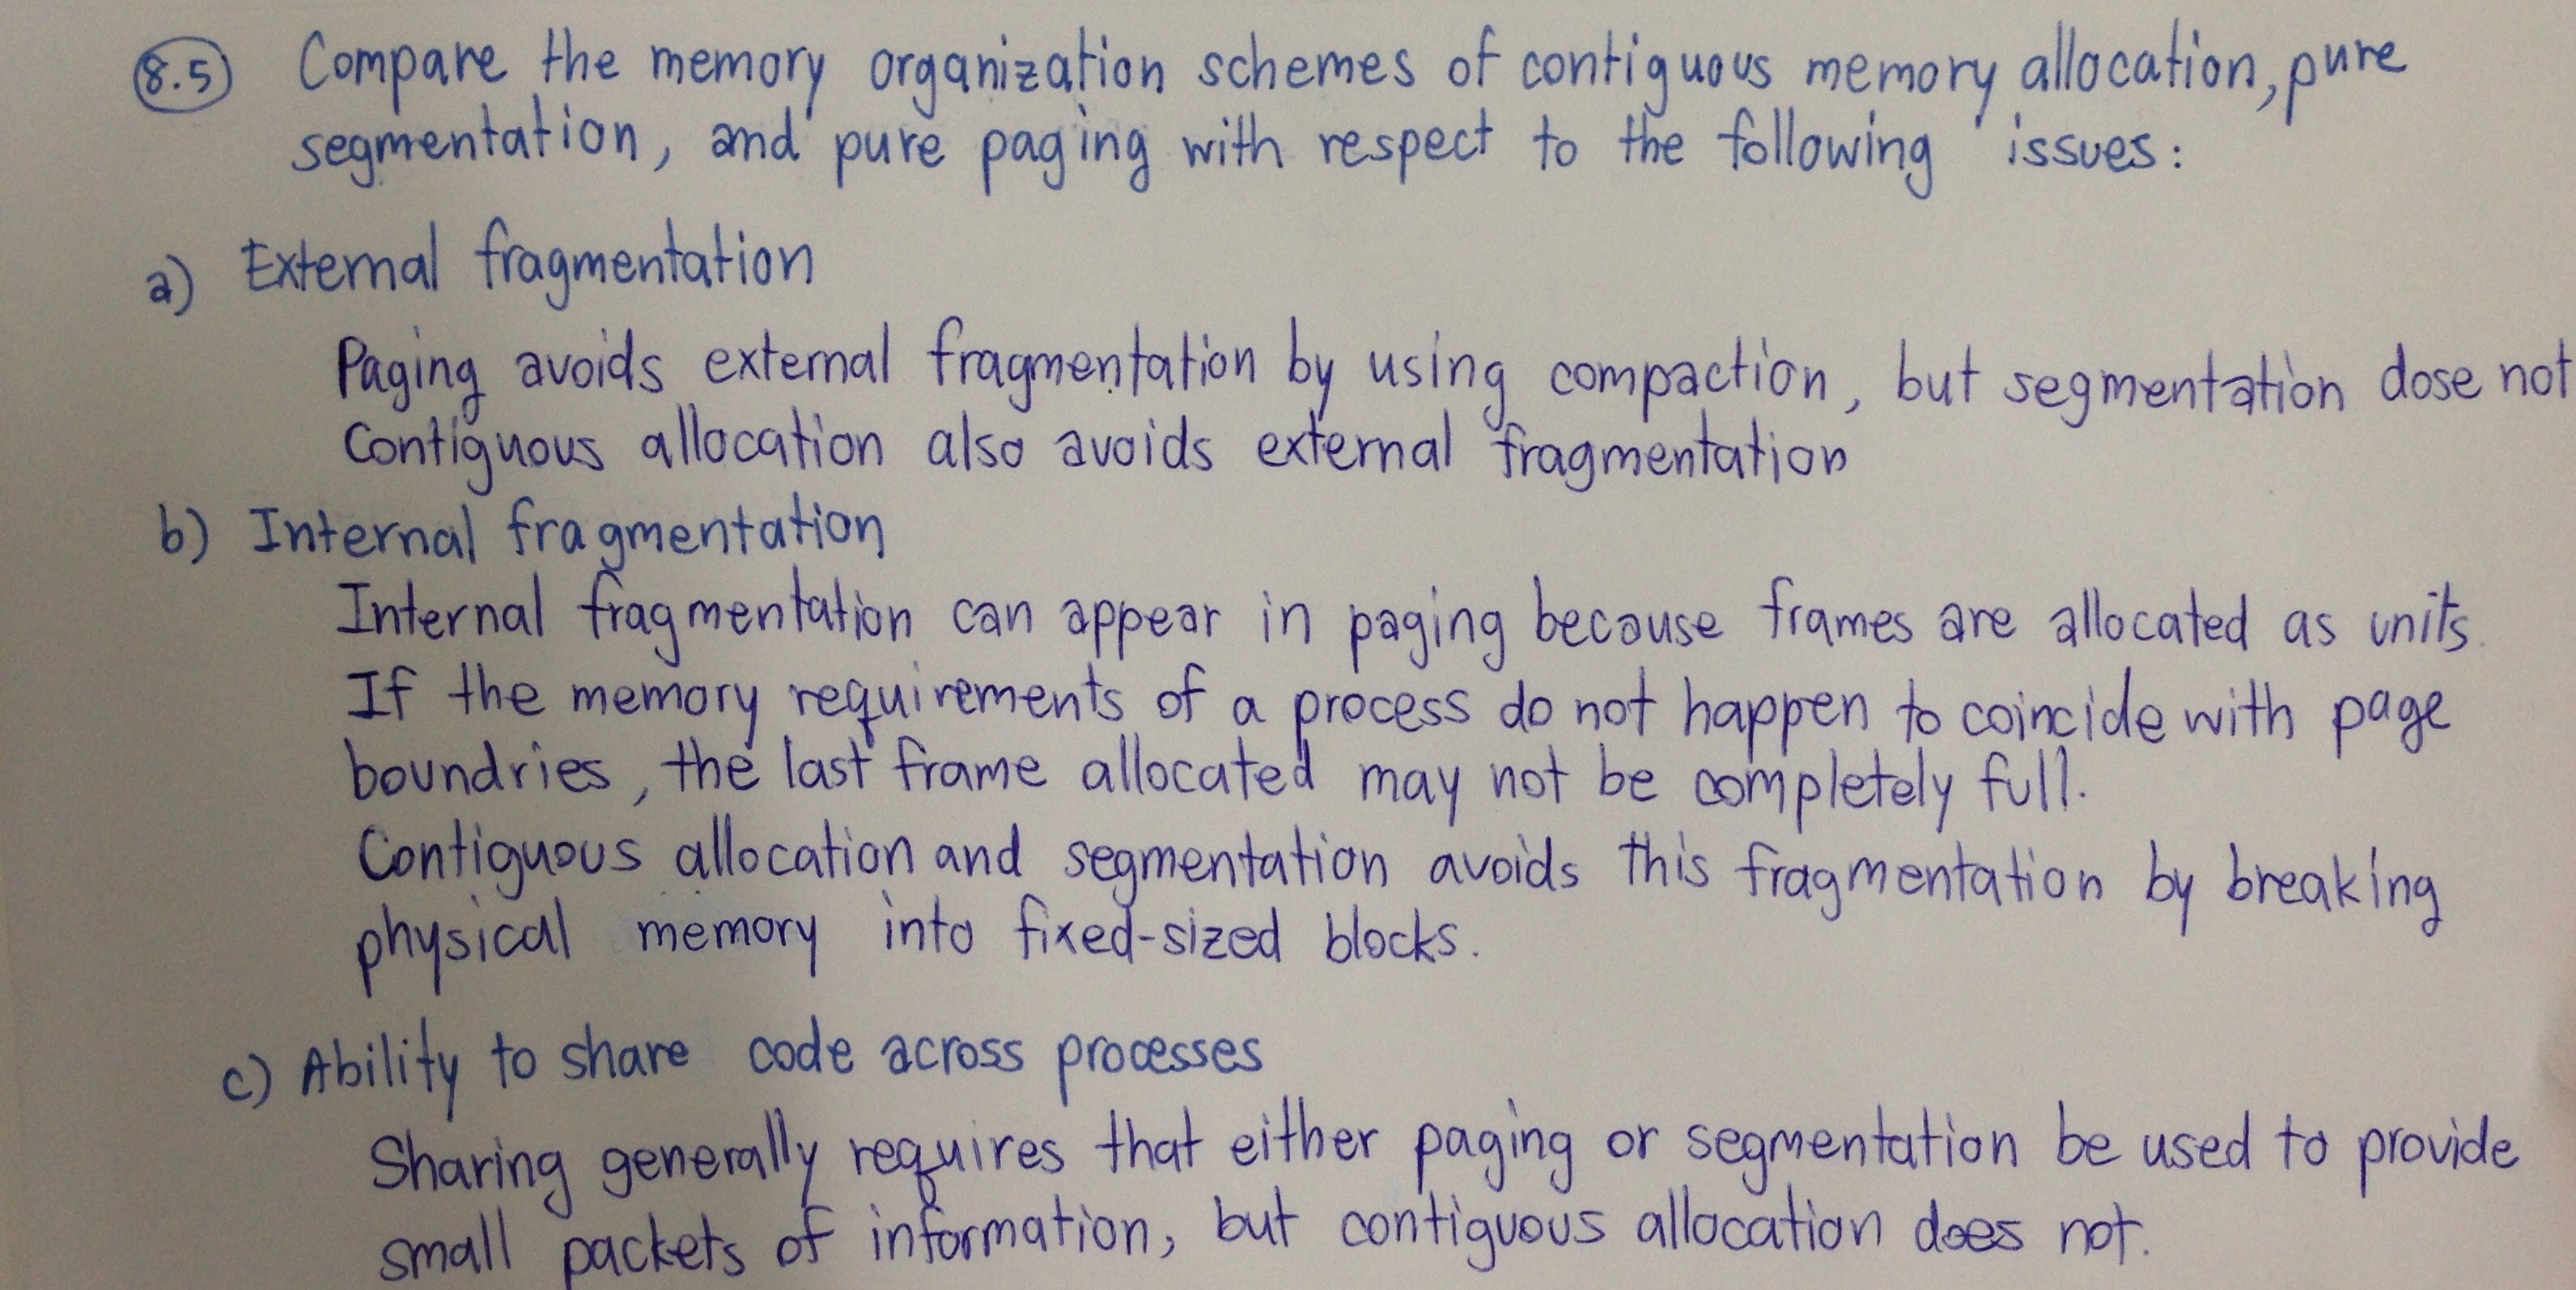 8.5 Compare the memory organization schemes of contiguous memory allocation, pure
segmentation, and pure paging with respect to the following issues:
a) External fragmentation
Paging avoids external fragmentation by using compaction, but segmentation dose not
Contiguous allocation also avoids external fragmentation
b) Internal fragmentation
Internal fragmentation can appear in paging because frames are allocated as units.
If the memory requirements of a process do not happen to coincide with page
boundries, the last frame allocated may not be completely full.
Contiguous allocation and segmentation avoids this fragmentation by breaking
physical memory into fixed-sized blocks.
c) Ability to share code across processes
Sharing generally requires that either paging or segmentation be used to provide
small packets of information, but contiguous allocation does not.